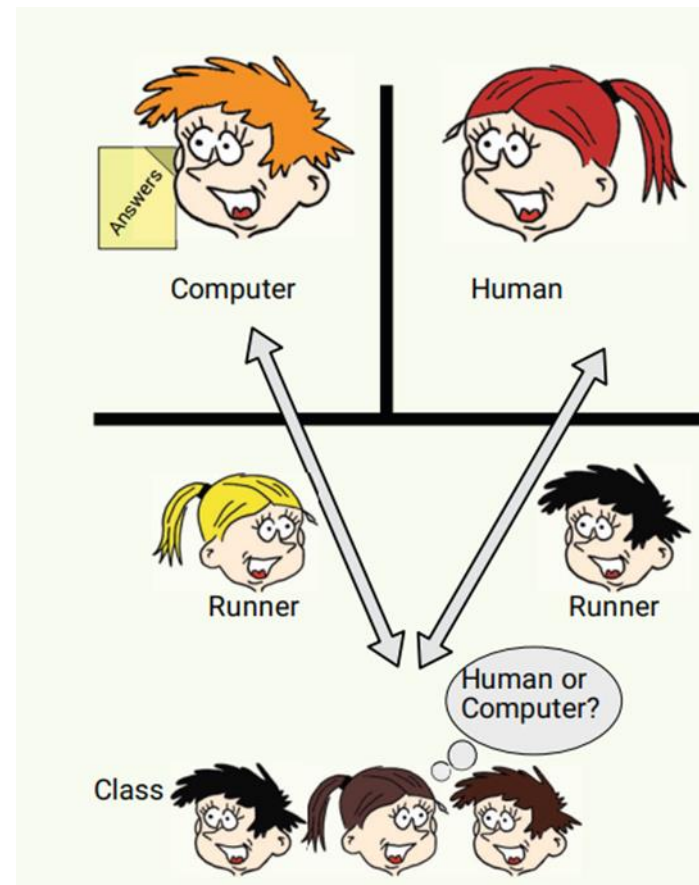 Answers
Computer
Human
Runner
Runner
Human or
Computer?
Class